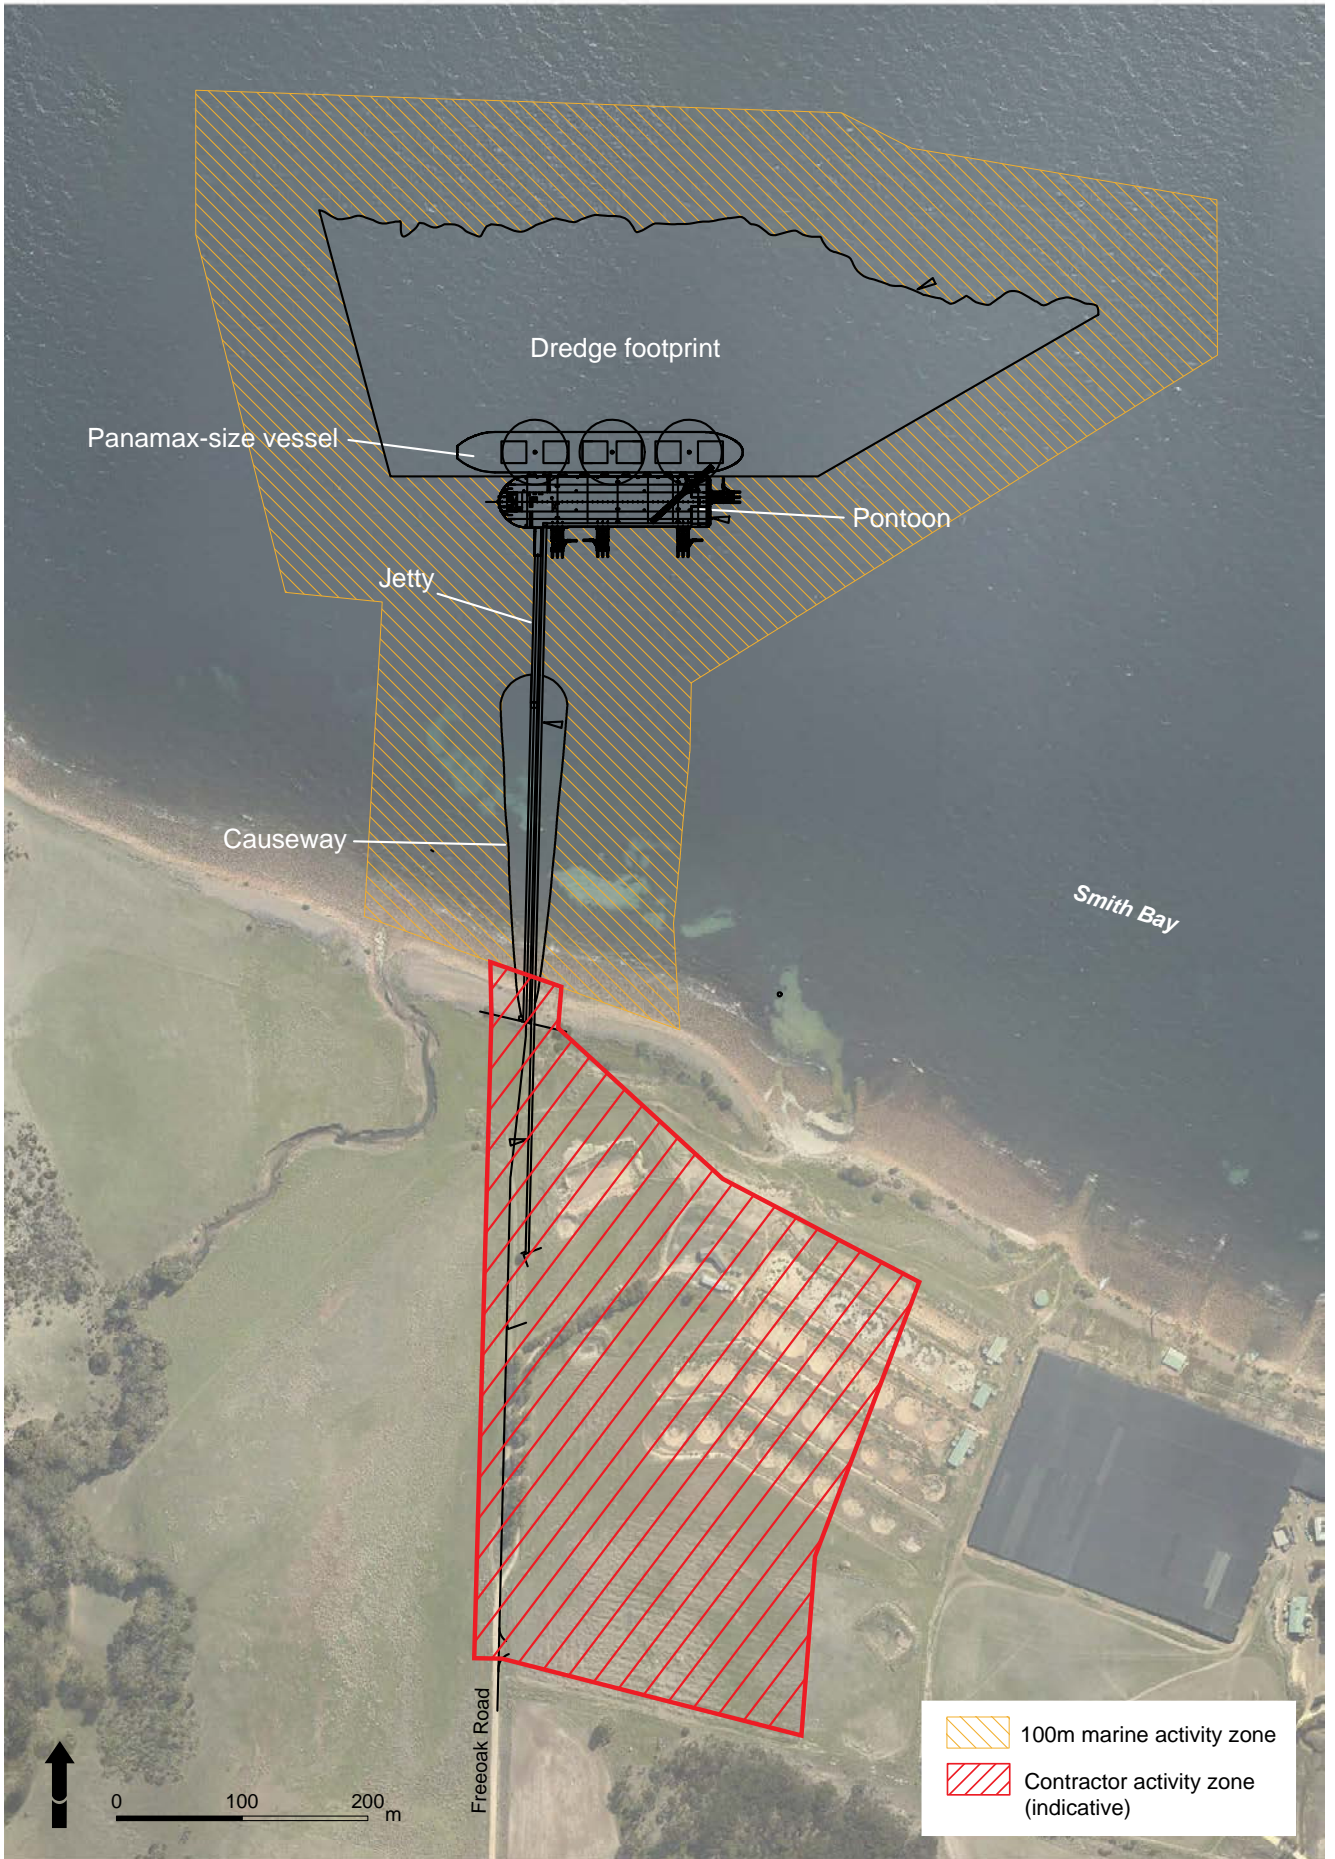 Dredge footprint
Panamax-size vessel
Pontoon
Jetty
Causeway
Smith Bay
Freeoak Road
0 100 200 m
100m marine activity zone
Contractor activity zone
(indicative)